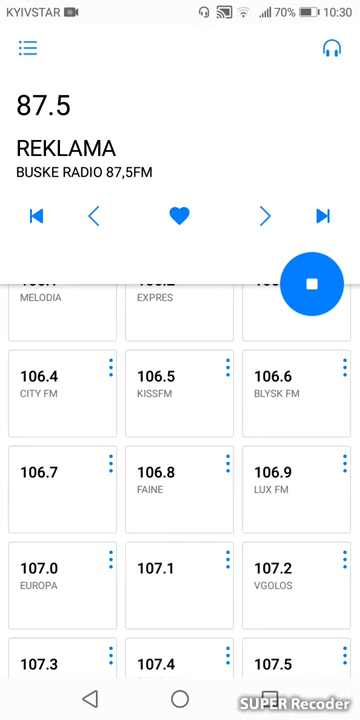 KYIVSTAR 70% 10:30
87.5
REKLAMA
BUSKE RADIO 87,5FM
MELODIA EXPRES
106.4 106.5 106.6
CITY FM KISSFM BLYSK FM
106.7 106.8 106.9
FAINE LUX FM
107.0 107.1 107.2
EUROPA VGOLOS
107.3 107.4 107.5
SUPER Recoder